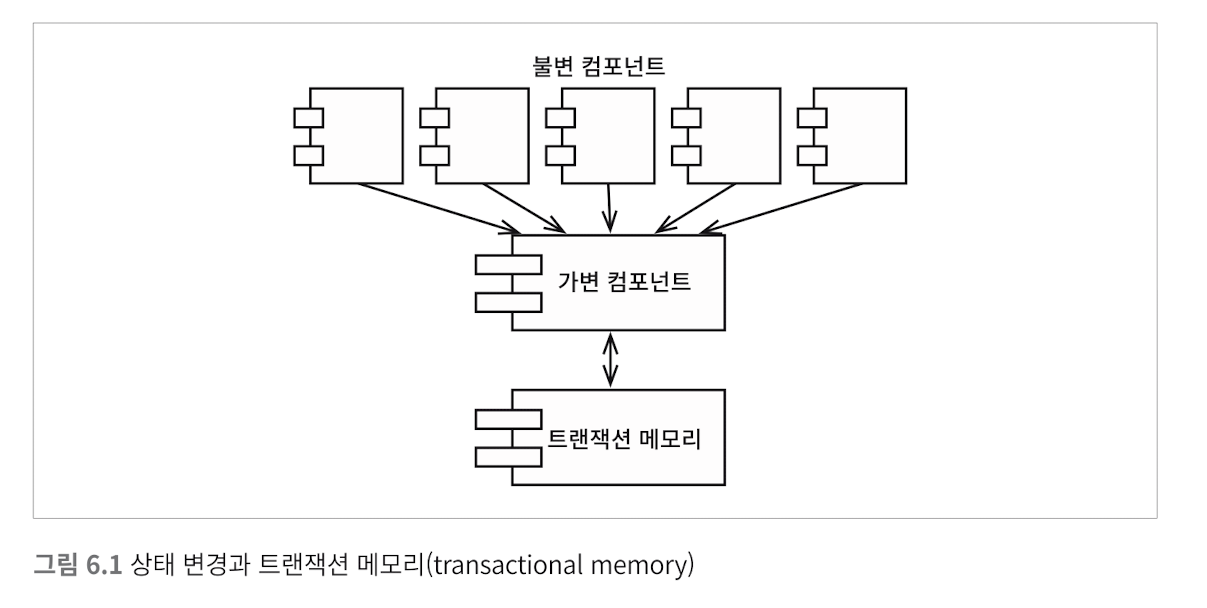 불변 컴포넌트
가변 컴포넌트
트랜잭션 메모리
그림 6.1 상태 변경과 트랜잭션 메모리(transactional memory)